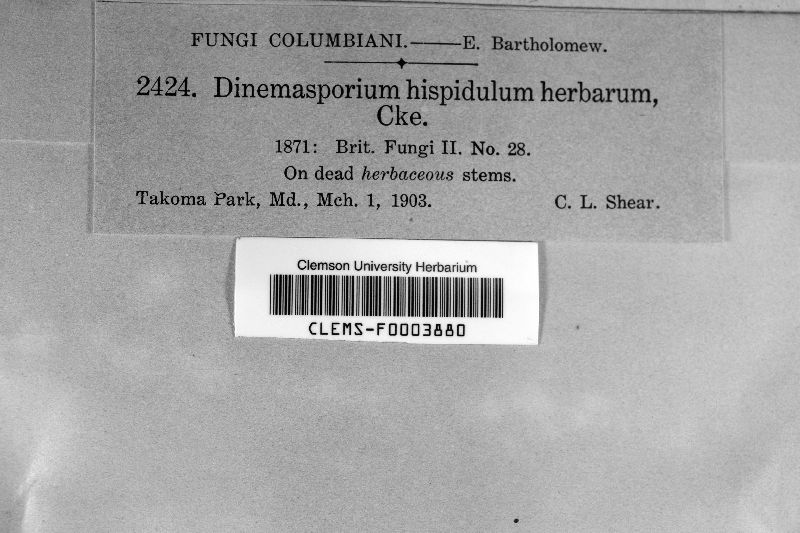 FUNGI COLUMBIANI.——E. Bartholomew.
2424. Dinemasporium hispidulum herbarum,
Cke.
1871: Brit. Fungi II. No. 28.
On dead herbaceous stems.
Takoma Park, Md., Mch. 1, 1903. C. L. Shear.
Clemson University Herbarium
CLEMS-F0003880